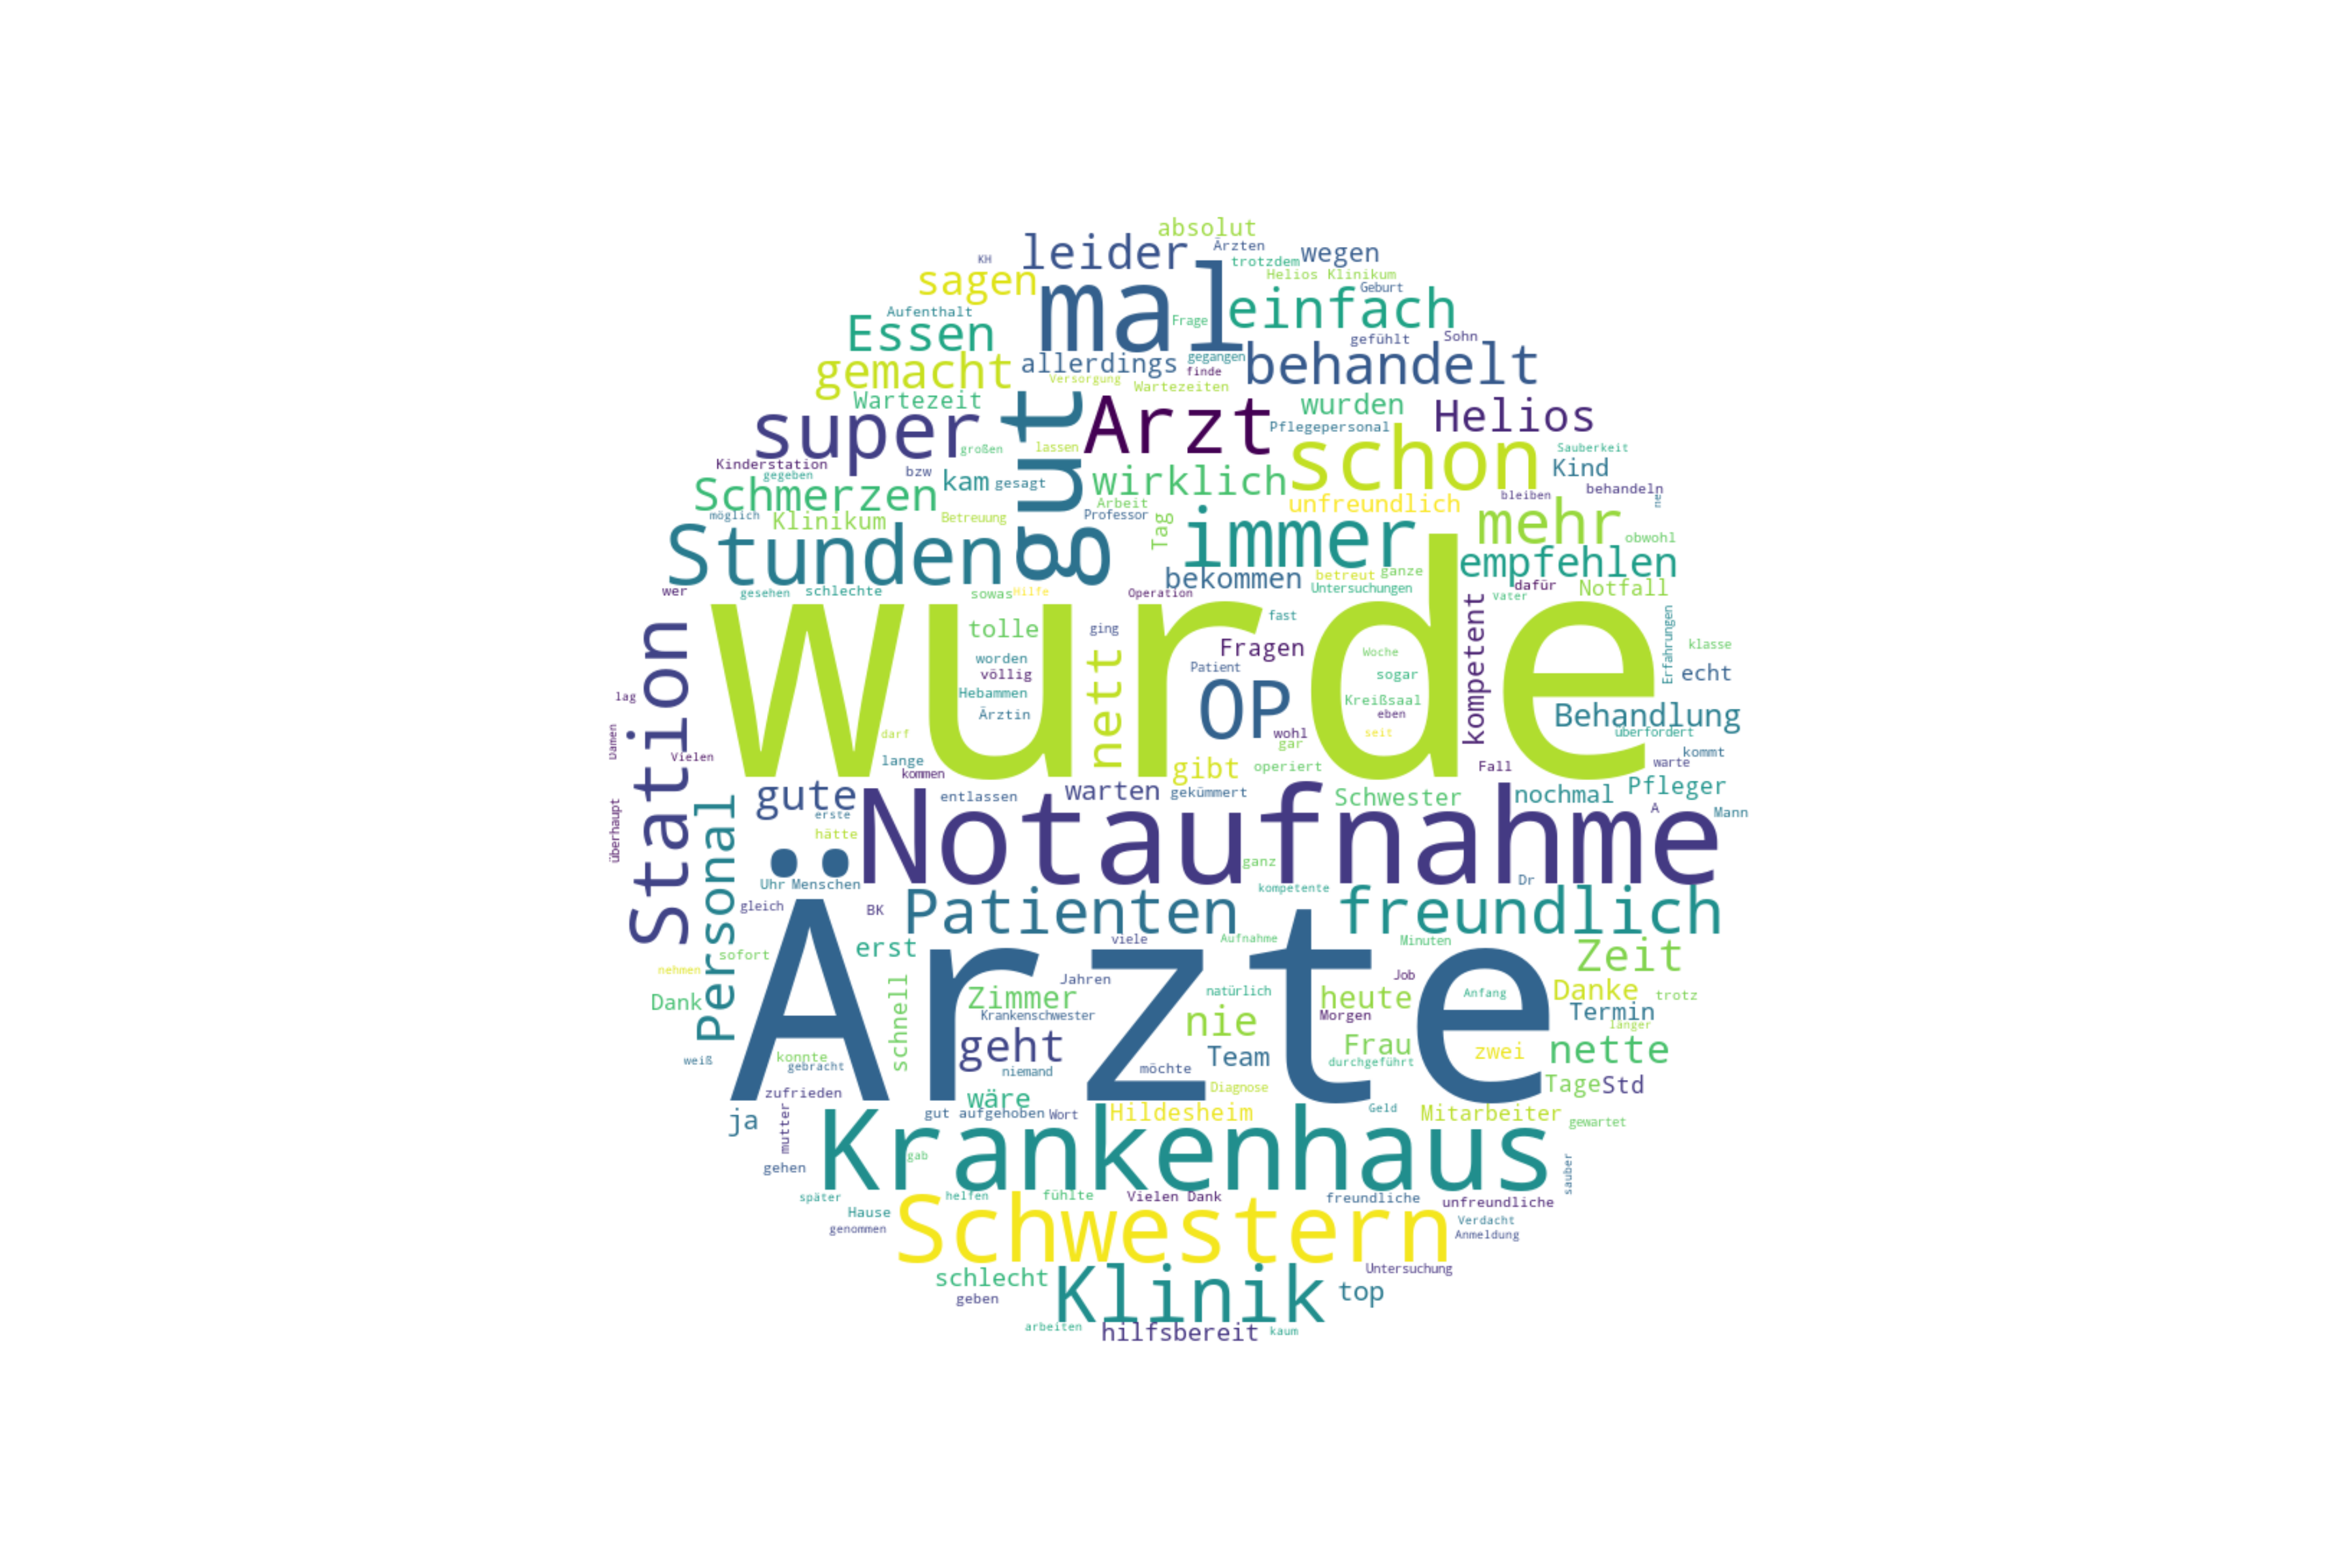 absolut
leider
Ärzten
wegen
KH
trotzdem
sagen
mal
Helios Klinikum
Geburt
einfach
Aufenthalt
Frage
Essen
gefühlt
Sohn
allerdings
gegangen
behandelt
gemacht
finde
Versorgung
Wartezeiten
Wartezeit
gut
Arzt
wurden
Helios
super
Pflegepersonal
schon
großen
lassen
Sauberkeit
Kinderstation
bzw
Kind
gegeben
kam
gesagt
wirklich
behandeln
Schmerzen
bleiben
ne
Arbeit
unfreundlich
möglich
Klinikum
Betreuung
Professor
Tag
immer
mehr
Stunden
obwohl
empfehlen
bekommen
betreut
ganze
wer
gesehen
schlechte
sowas
Hilfe
Operation
Untersuchungen
dafür
Notfall
Vater
wurde
fast
tolle
ging
kompetent
Erfahrungen
klasse
Station
worden
nett
Fragen
Woche
völlig
Patient
sogar
echt
lag
Hebammen
OP
Kreißsaal
Ärztin
eben
Behandlung
Damen
darf
wohl
seit
überfordert
Vielen
lange
gar
kommt
kommen
gibt
operiert
Fall
warte
gute
entlassen
warten
gekümmert
Schwester
nochmal
Pfleger
überhaupt
Personal
erste
Notaufnahme
A
Mann
hätte
ganz
Uhr
Menschen
kompetente
Dr
gleich
BK
Patienten
freundlich
Ärzte
erst
viele
Aufnahme
Minuten
Zeit
sofort
nehmen
schnell
Jahren
Job
Dank
Zimmer
natürlich
heute
Anfang
Danke
trotz
Krankenschwester
nie
Morgen
Termin
länger
weiß
konnte
geht
Team
Frau
zwei
nette
gebracht
niemand
möchte
durchgeführt
zufrieden
Diagnose
Tage
Std
wäre
ja
mutter
gut aufgehoben
Wort
Hildesheim
Geld
Mitarbeiter
gewartet
Krankenhaus
gehen
gab
sauber
später
helfen
fühlte
Vielen Dank
freundliche
unfreundliche
Hause
Schwestern
Verdacht
genommen
Anmeldung
schlecht
Klinik
Untersuchung
geben
top
arbeiten
hilfsbereit
kaum